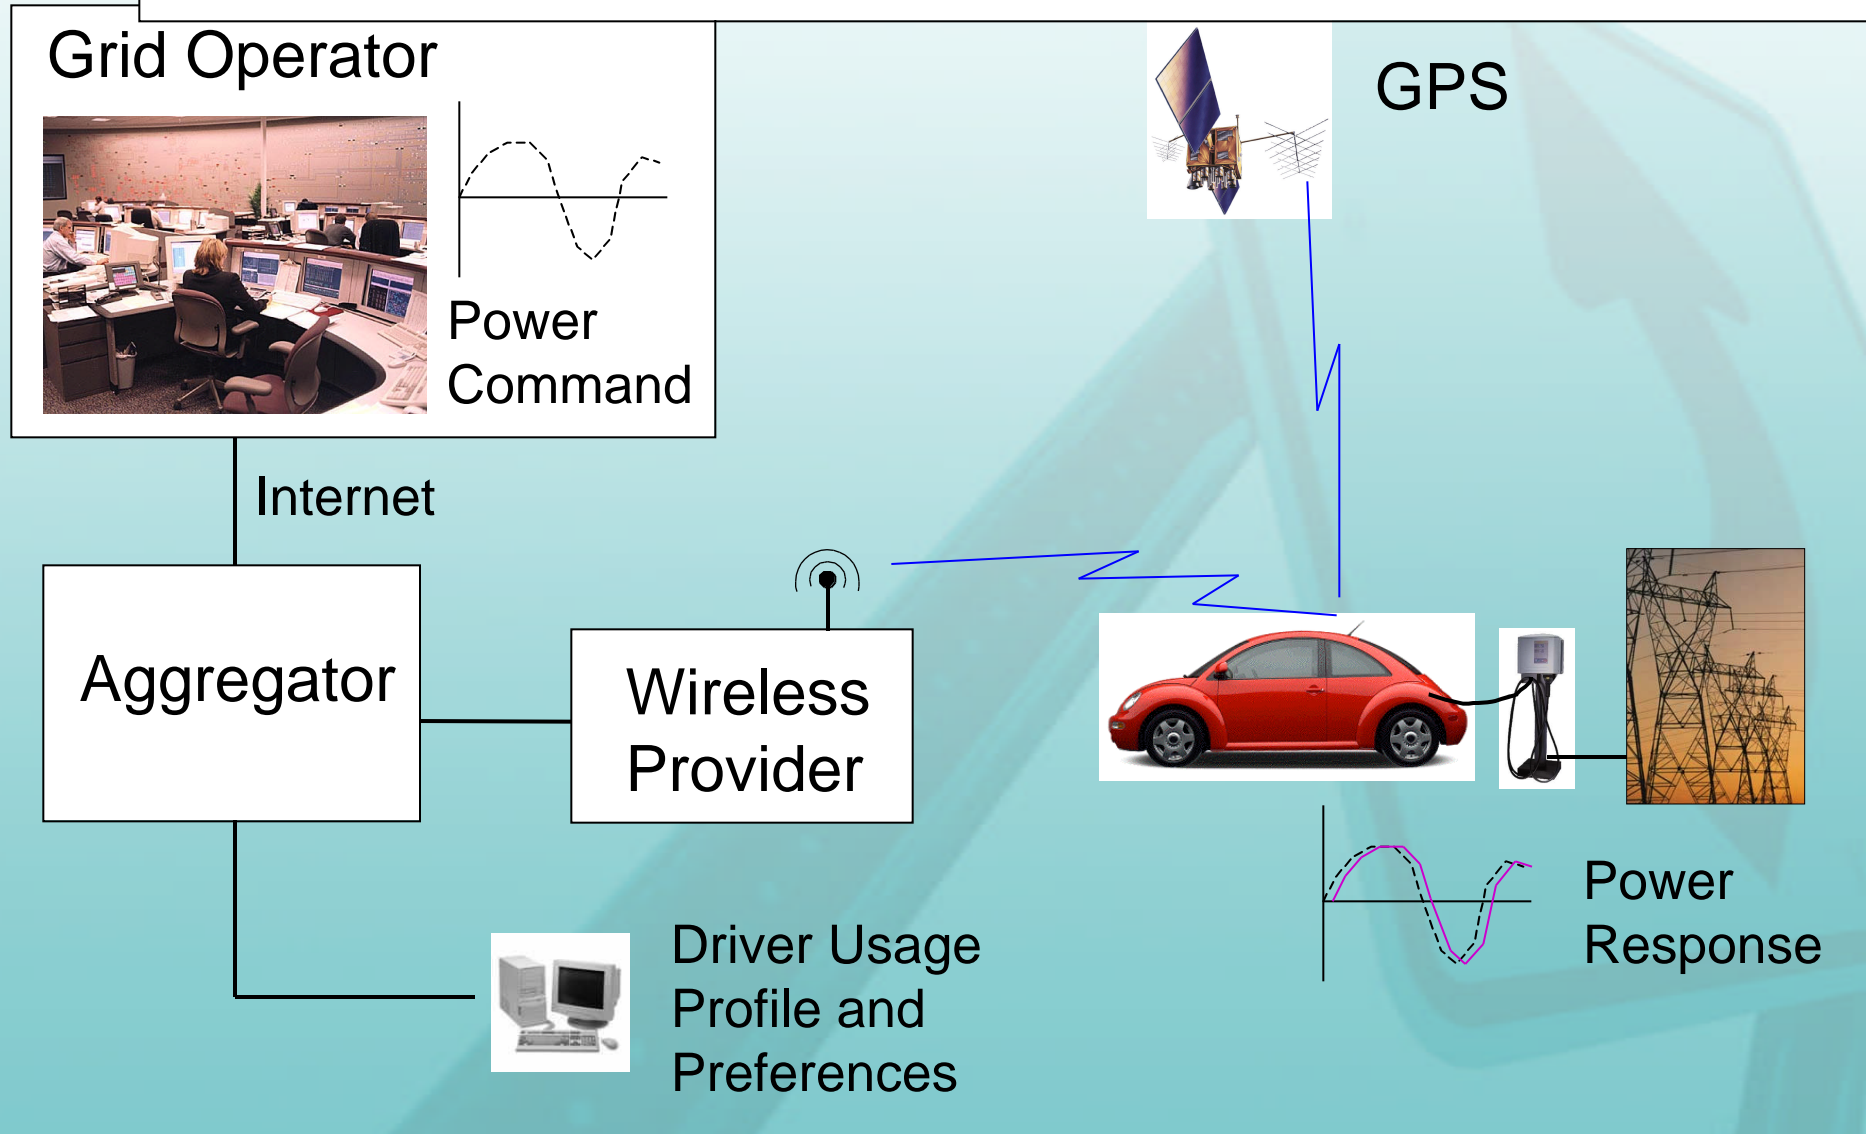 Grid Operator
GPS
Power
Command
Internet
Aggregator
Wireless
Provider
Power
Response
Driver Usage
Profile and
Preferences